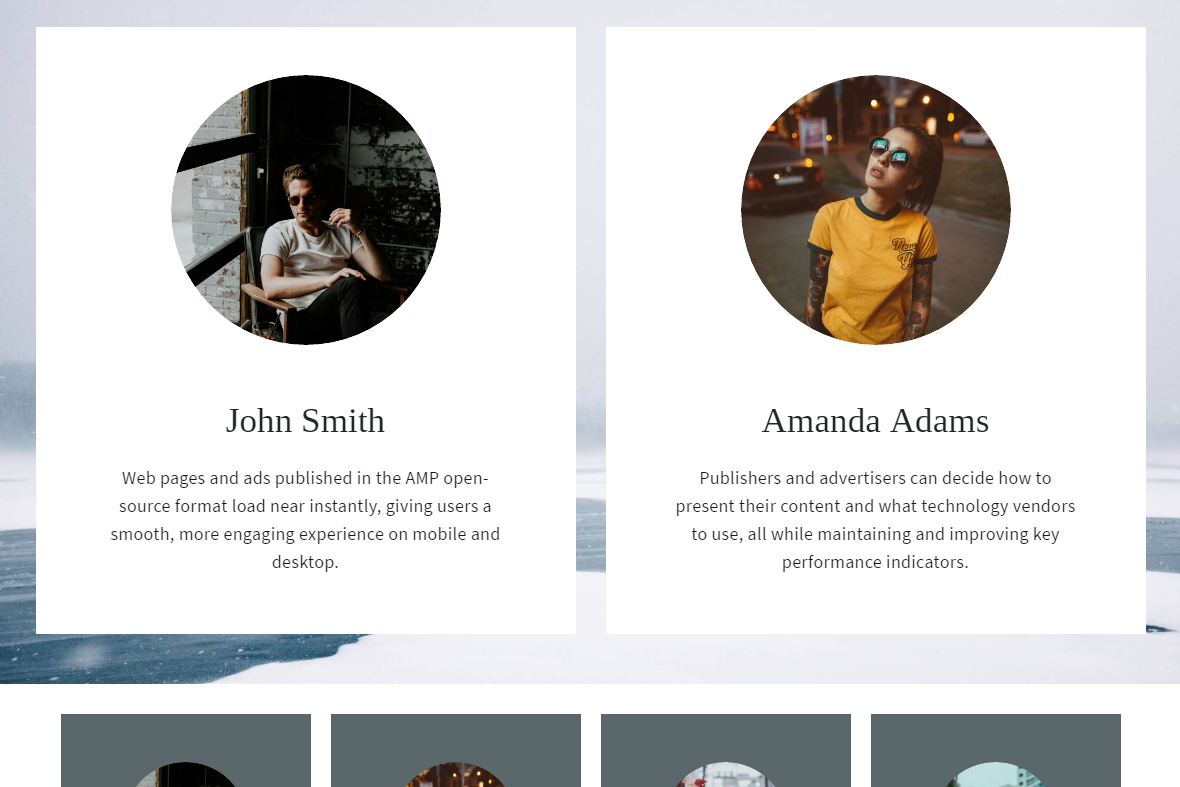 John Smith
Web pages and ads published in the AMP open-
source format load near instantly, giving users a
smooth, more engaging experience on mobile and
desktop.
Amanda Adams
Publishers and advertisers can decide how to
present their content and what technology vendors
to use, all while maintaining and improving key
performance indicators.